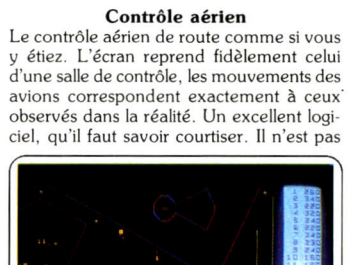 Contrôle aérien
Le contrôle aérien de route comme si vous
y étiez. L'écran reprend fidèlement celui
d'une salle de contrôle, les mouvements des
avions correspondent exactement à ceux
observés dans la réalité. Un excellent logi-
ciel, qu'il faut savoir courtiser. Il n'est pas